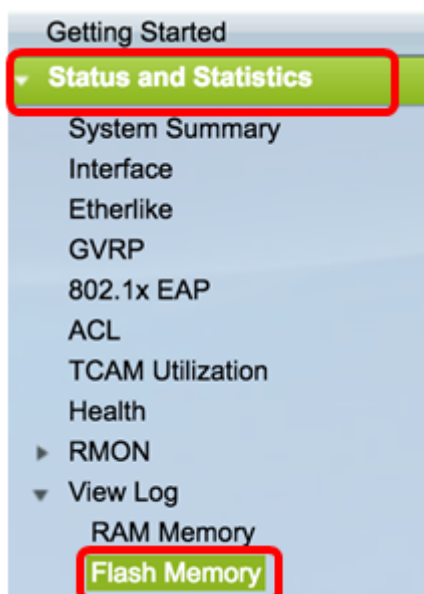 Getting Started
Status and Statistics
System Summary
Interface
Etherlike
GVRP
802.1x EAP
ACL
TCAM Utilization
Health
RMON
View Log
RAM Memory
Flash Memory